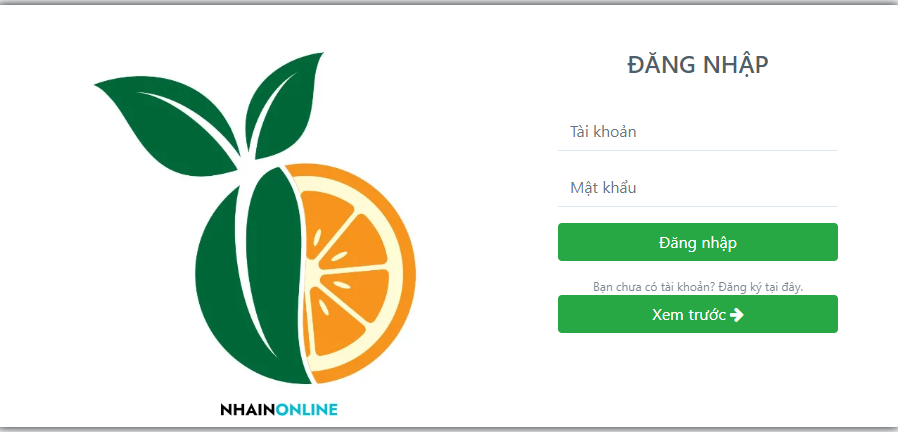 ĐĂNG NHẬP
Tài khoản
Mật khẩu
Đăng nhập
Bạn chưa có tài khoản? Đăng ký tại đây.
Xem trước
NHAINONLINE